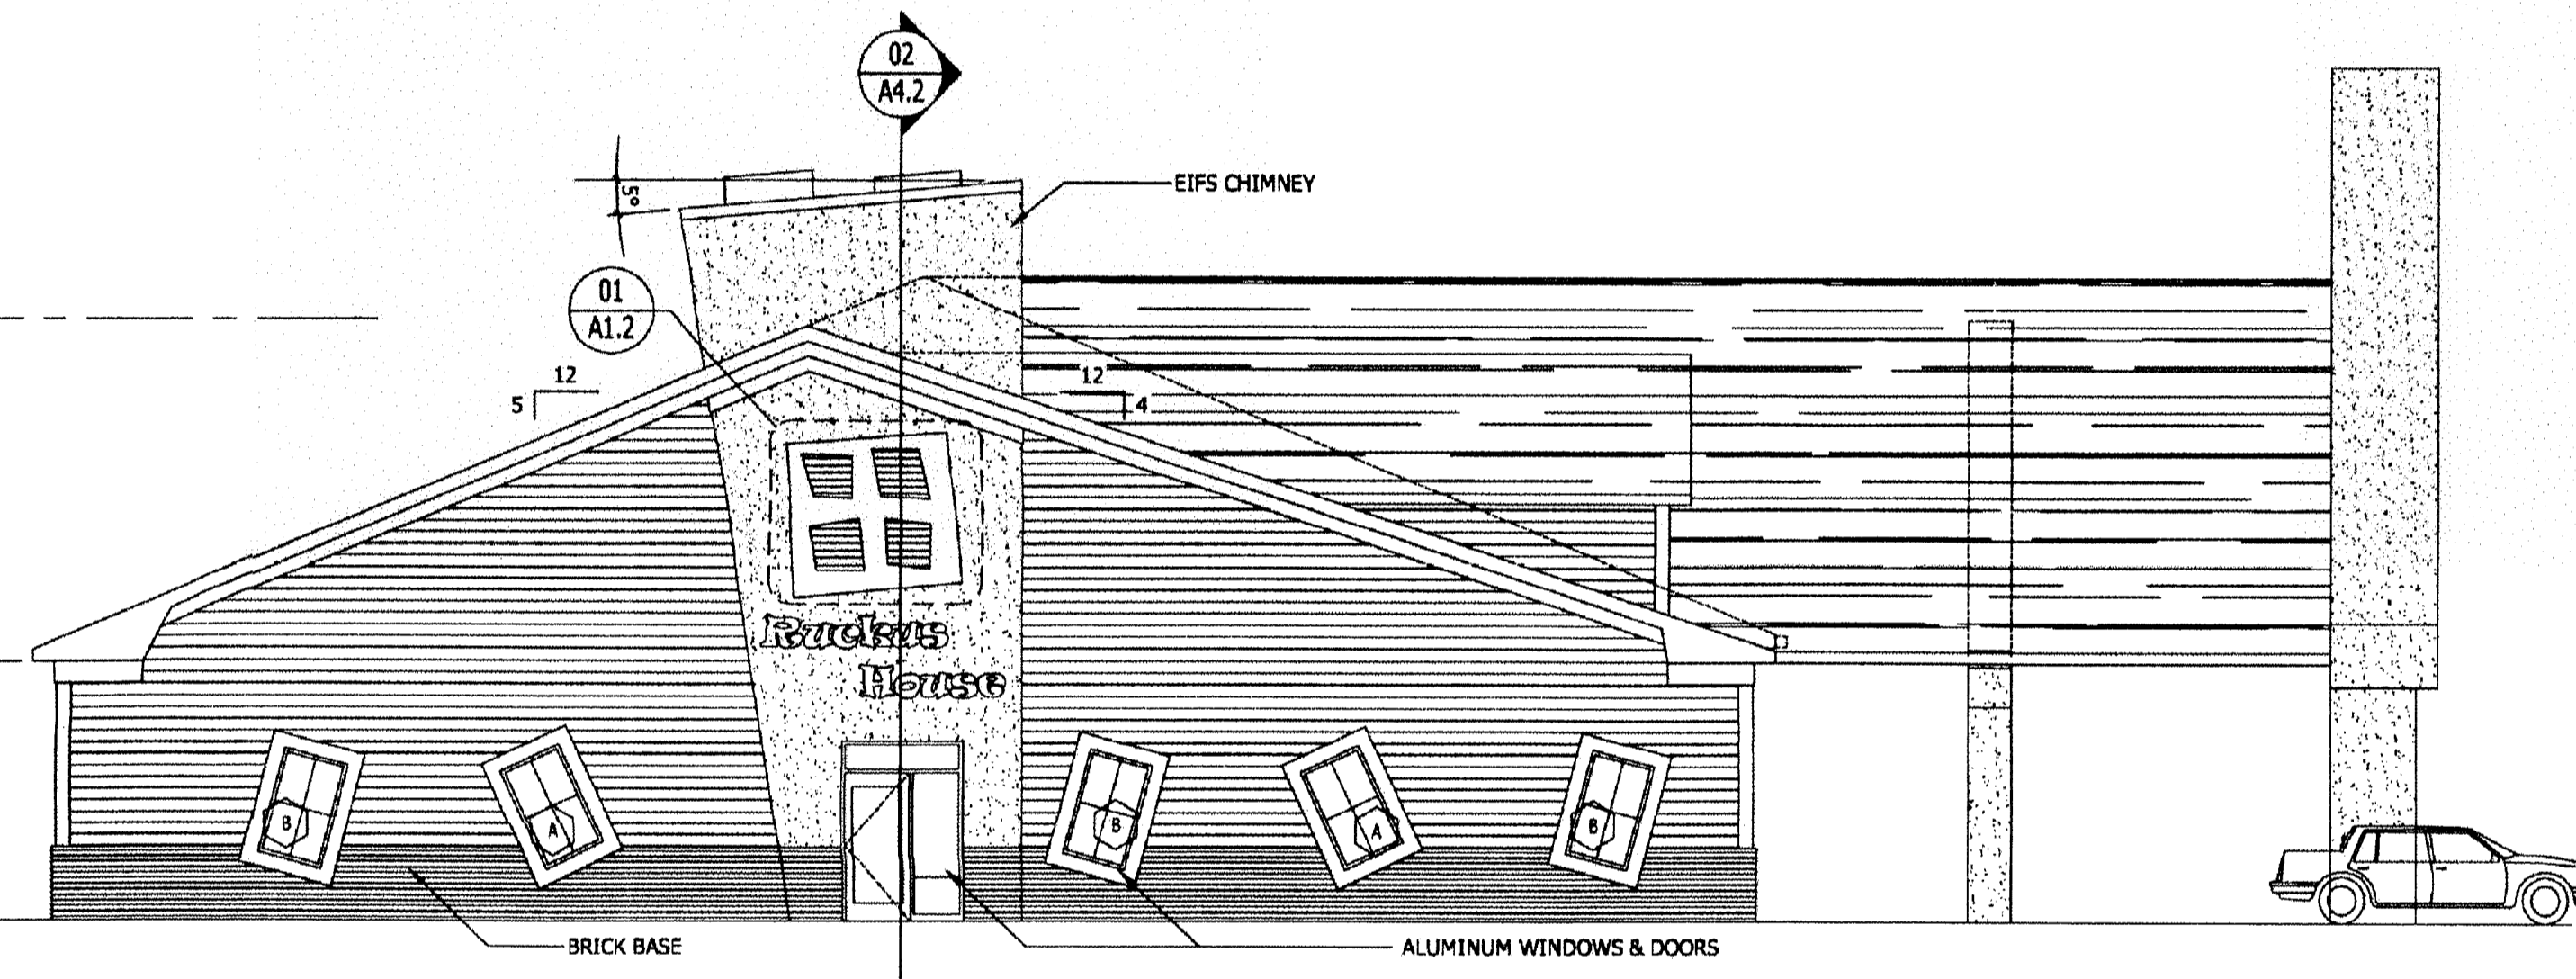 02
A4.2
5°
EIFS CHIMNEY
01
A1.2
12
5
12
4
Ruckus
House
B
A
B
A
B
BRICK BASE
ALUMINUM WINDOWS & DOORS